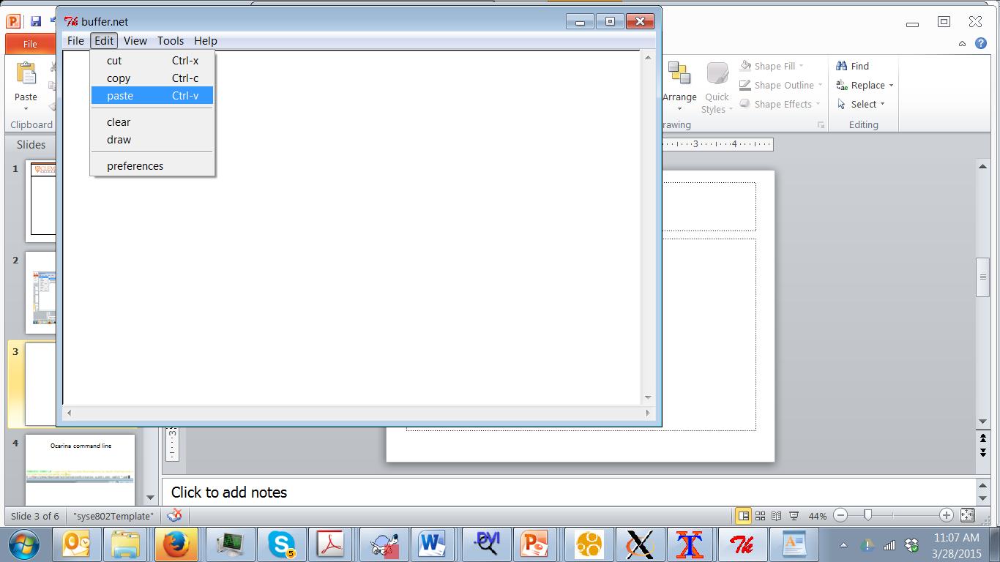 buffer.net
File Edit View Tools Help
cut Ctrl-x
copy Ctrl-c
paste Ctrl-v
clear
draw
preferences
File
Paste
Clipboard
Arrange
Quick Styles
Shape Fill
Shape Outline
Shape Effects
rawing
Find
Replace
Select
Editing
3 4
Slides
1
2
3
4
Ocarina command line
Click to add notes
Slide 3 of 6 "syse802Template" 44%
5
.DVI
11:07 AM
3/28/2015